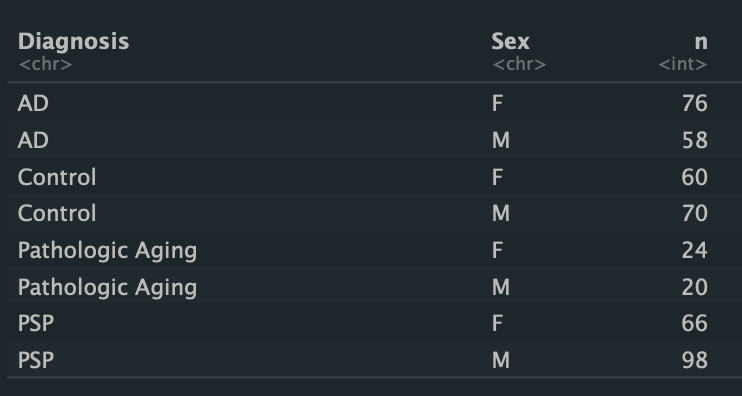 Diagnosis Sex n
<chr> <chr> <int>
AD F 76
AD M 58
Control F 60
Control M 70
Pathologic Aging F 24
Pathologic Aging M 20
PSP F 66
PSP M 98